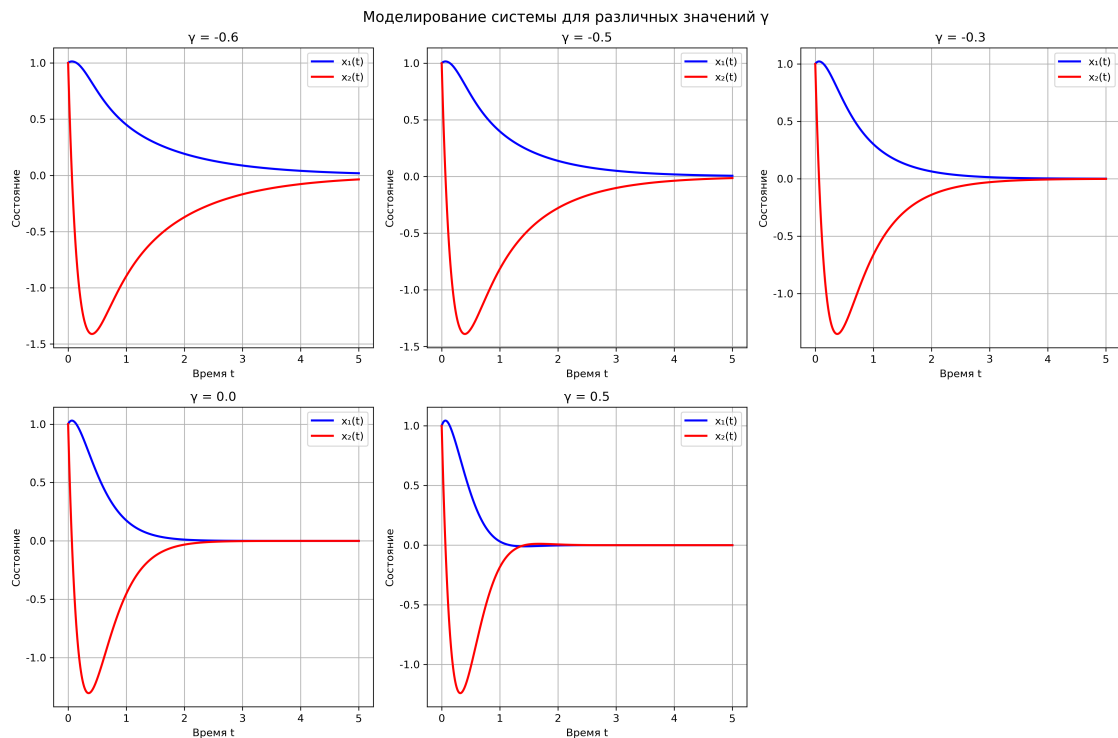 Моделирование системы для различных значений γ
γ = -0.6
1.0
0.5
0.0
-0.5
-1.0
-1.5
Состояние
x₁(t)
x₂(t)
0 1 2 3 4 5
Время t
γ = -0.5
1.0
0.5
0.0
-0.5
-1.0
-1.5
Состояние
x₁(t)
x₂(t)
0 1 2 3 4 5
Время t
γ = -0.3
1.0
0.5
0.0
-0.5
-1.0
Состояние
x₁(t)
x₂(t)
0 1 2 3 4 5
Время t
γ = 0.0
1.0
0.5
0.0
-0.5
-1.0
Состояние
x₁(t)
x₂(t)
0 1 2 3 4 5
Время t
γ = 0.5
1.0
0.5
0.0
-0.5
-1.0
Состояние
x₁(t)
x₂(t)
0 1 2 3 4 5
Время t